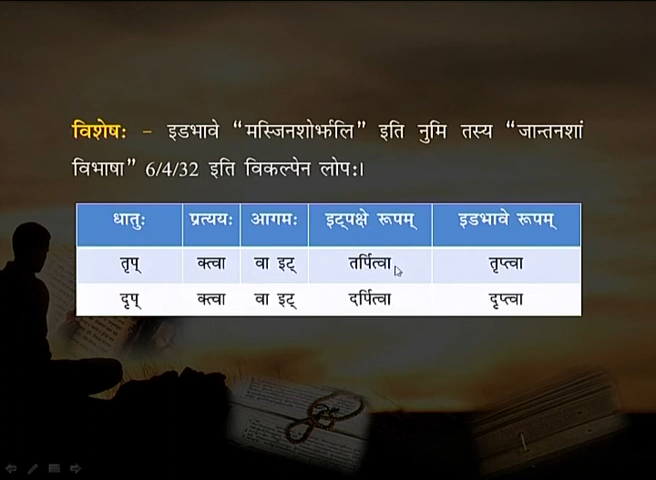 विशेषः - इडभावे “मस्जिनशोर्झलि” इति नुमि तस्य “जान्तनशां
विभाषा” 6/4/32 इति विकल्पेन लोपः।
धातुः प्रत्ययः आगमः इट्पक्षे रूपम् इडभावे रूपम्
तृप् क्त्वा वा इट् तर्पित्वा तृप्त्वा
दृप् क्त्वा वा इट् दर्पित्वा दृप्त्वा